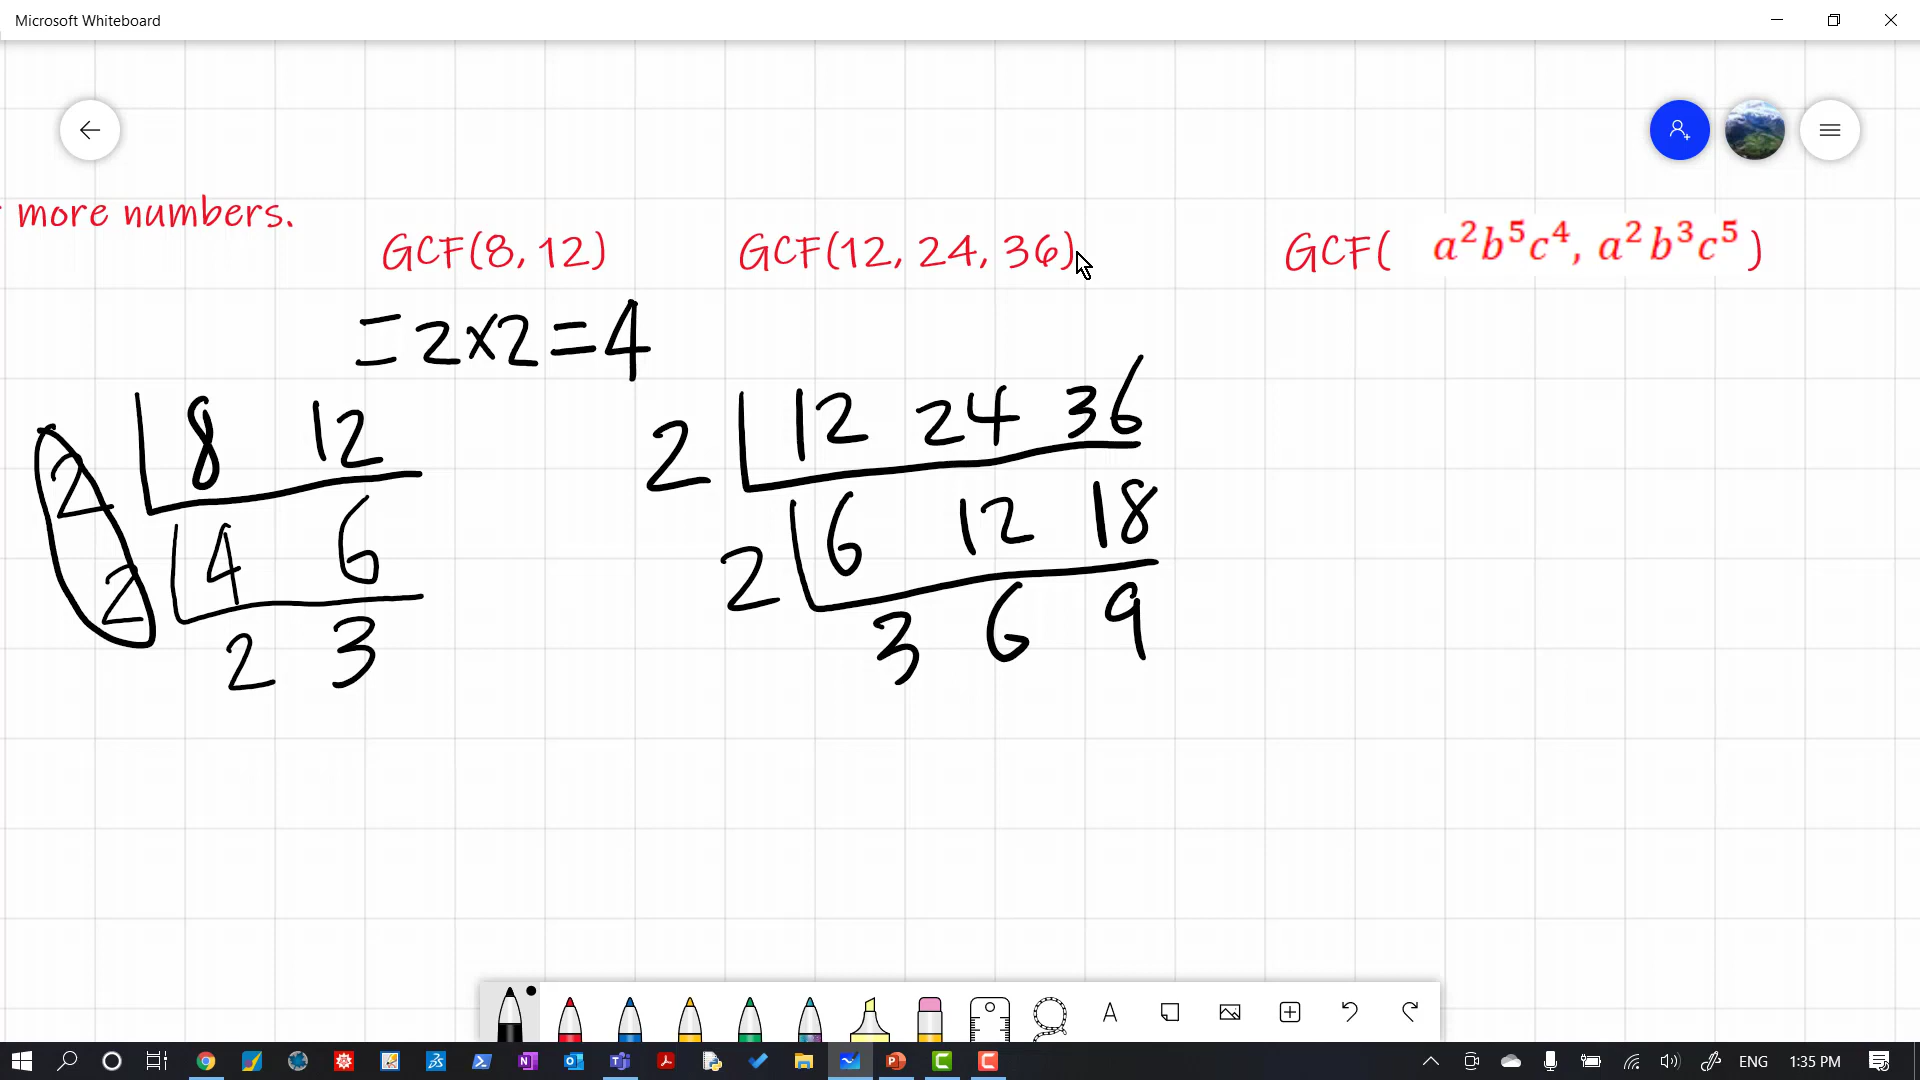 Microsoft Whiteboard
more numbers.
GCF(8, 12)
= 2 x 2 = 4
8 12
2
4 6
2
2 3
GCF(12, 24, 36)
12 24 36
2
6 12 18
2
3 6 9
GCF( a²b⁵c⁴, a²b³c⁵ )
ENG
1:35 PM